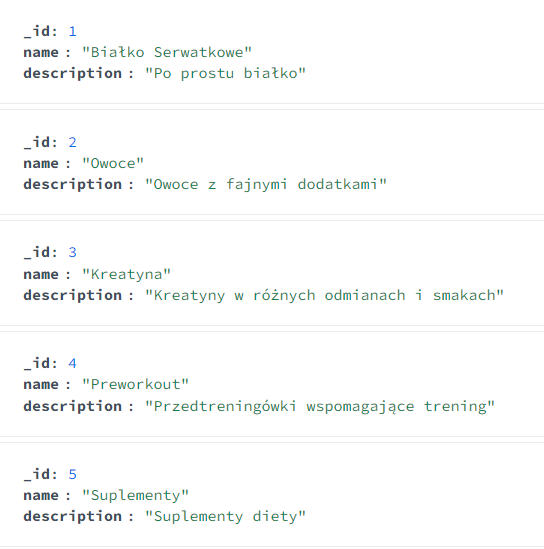 _id: 1
name : "Białko Serwatkowe"
description : "Po prostu białko"
_id: 2
name : "Owoce"
description : "Owoce z fajnymi dodatkami"
_id: 3
name : "Kreatyna"
description : "Kreatyny w różnych odmianach i smakach"
_id: 4
name : "Preworkout"
description : "Przedtreningówki wspomagające trening"
_id: 5
name : "Suplementy"
description : "Suplementy diety"